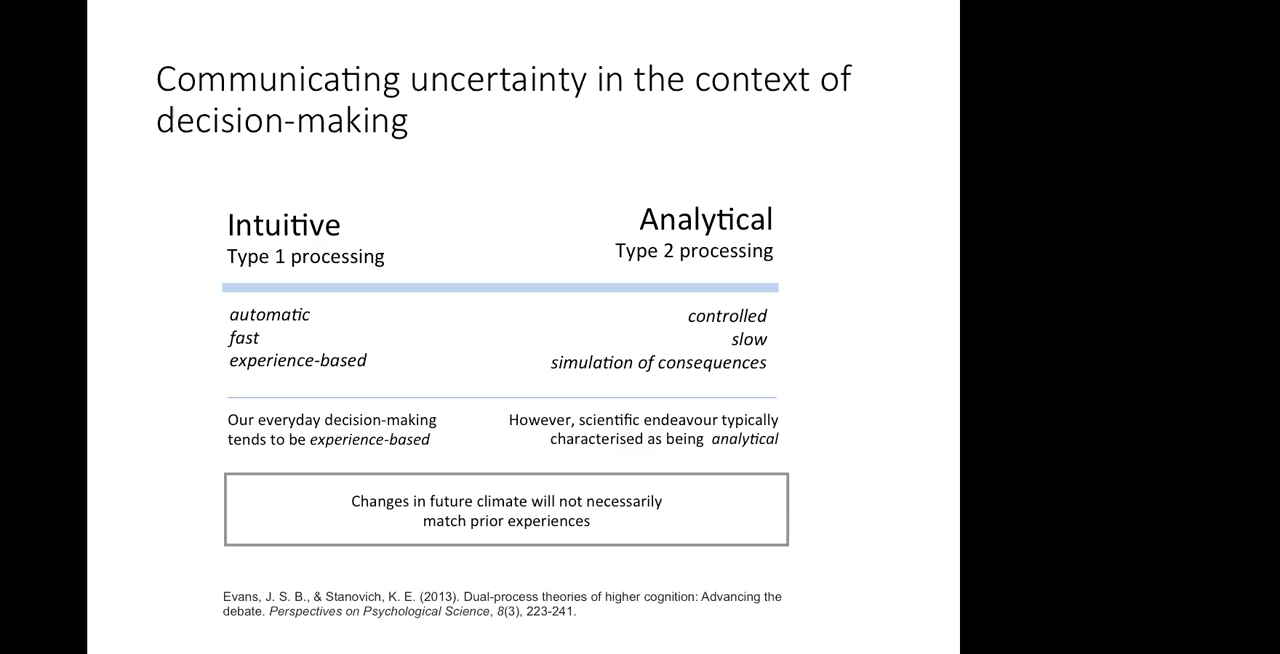 Communicating uncertainty in the context of
decision-making
Intuitive
Type 1 processing
Analytical
Type 2 processing
automatic
fast
experience-based
controlled
slow
simulation of consequences
Our everyday decision-making
tends to be experience-based
However, scientific endeavour typically
characterised as being analytical
Changes in future climate will not necessarily
match prior experiences
Evans, J. S. B., & Stanovich, K. E. (2013). Dual-process theories of higher cognition: Advancing the
debate. Perspectives on Psychological Science, 8(3), 223-241.